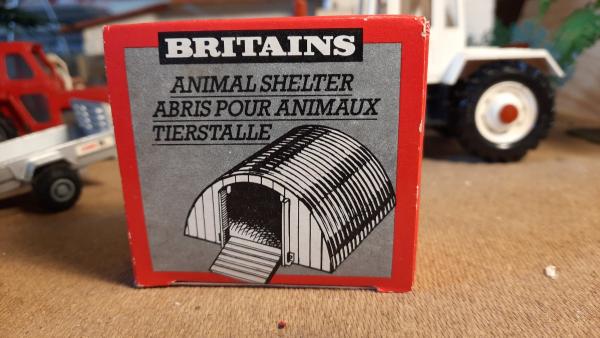 BRITAINS
ANIMAL SHELTER
ABRIS POUR ANIMAUX
TIERSTALLE